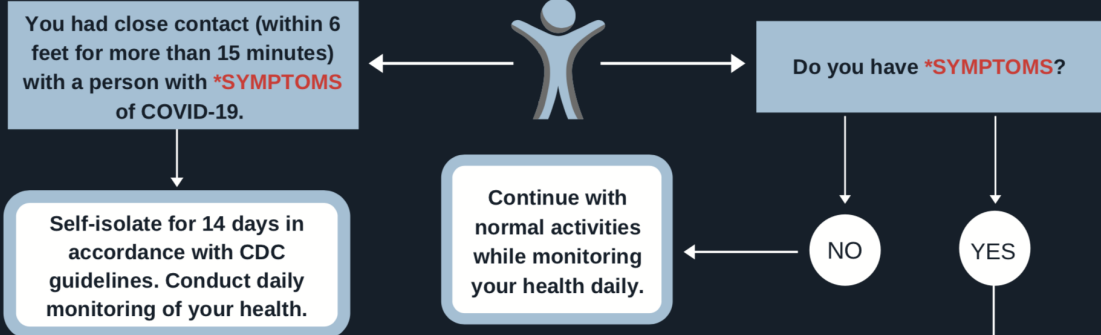 You had close contact (within 6
feet for more than 15 minutes)
with a person with *SYMPTOMS
of COVID-19.
Do you have *SYMPTOMS?
Self-isolate for 14 days in
accordance with CDC
guidelines. Conduct daily
monitoring of your health.
Continue with
normal activities
while monitoring
your health daily.
NO
YES